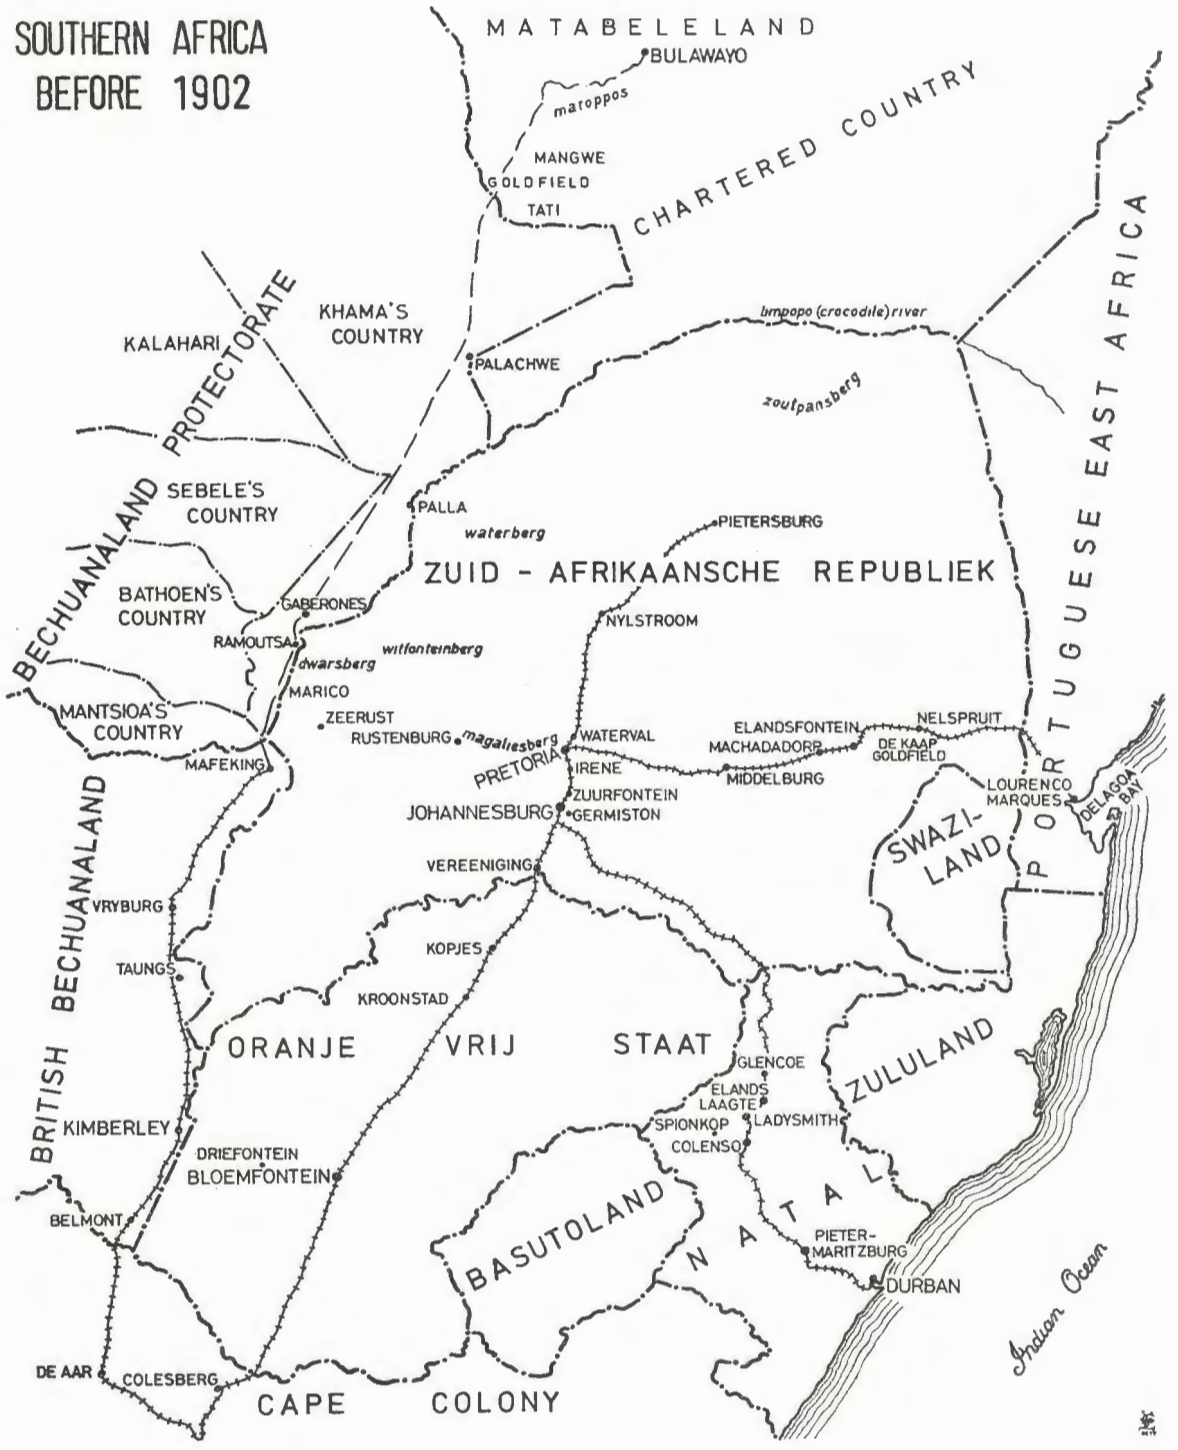 SOUTHERN AFRICA
BEFORE 1902
MATABELELAND
BULAWAYO
matoppos
MANGWE
GOLDFIELD
TATI
CHARTERED COUNTRY
PORTUGUESE EAST AFRICA
KHAMA'S
COUNTRY
KALAHARI
BECHUANALAND PROTECTORATE
limpopo (crocodile) river
PALACHWE
zoutpansberg
SEBELE'S
COUNTRY
PALLA
waterberg
PIETERSBURG
ZUID - AFRIKAANSCHE REPUBLIEK
BATHOEN'S
COUNTRY
GABERONES
NYLSTROOM
RAMOUTSA
dwarsberg
witfonteinberg
MARICO
MANTSIOA'S
COUNTRY
ZEERUST
RUSTENBURG
magaliesberg
WATERVAL
ELANDSFONTEIN
NELSPRUIT
MACHADADORP
DE KAAP
GOLDFIELD
MAFEKING
PRETORIA
IRENE
MIDDELBURG
LOURENCO
MARQUES
DELAGOA
BAY
ZUURFONTEIN
JOHANNESBURG
GERMISTON
SWAZI-
LAND
VEREENIGING
BRITISH BECHUANALAND
VRYBURG
KOPJES
TAUNGS
KROONSTAD
ORANJE VRIJ STAAT
ZULULAND
GLENCOE
ELANDS
LAAGTE
LADYSMITH
SPIONKOP
COLENSO
KIMBERLEY
DRIEFONTEIN
BLOEMFONTEIN
BASUTOLAND
NATAL
BELMONT
PIETER-
MARITZBURG
DURBAN
Indian Ocean
DE AAR
COLESBERG
CAPE COLONY